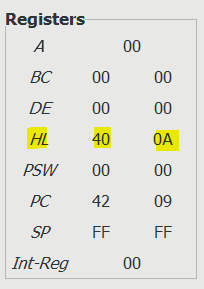 Registers
A 00
BC 00 00
DE 00 00
HL 40 0A
PSW 00 00
PC 42 09
SP FF FF
Int-Reg 00